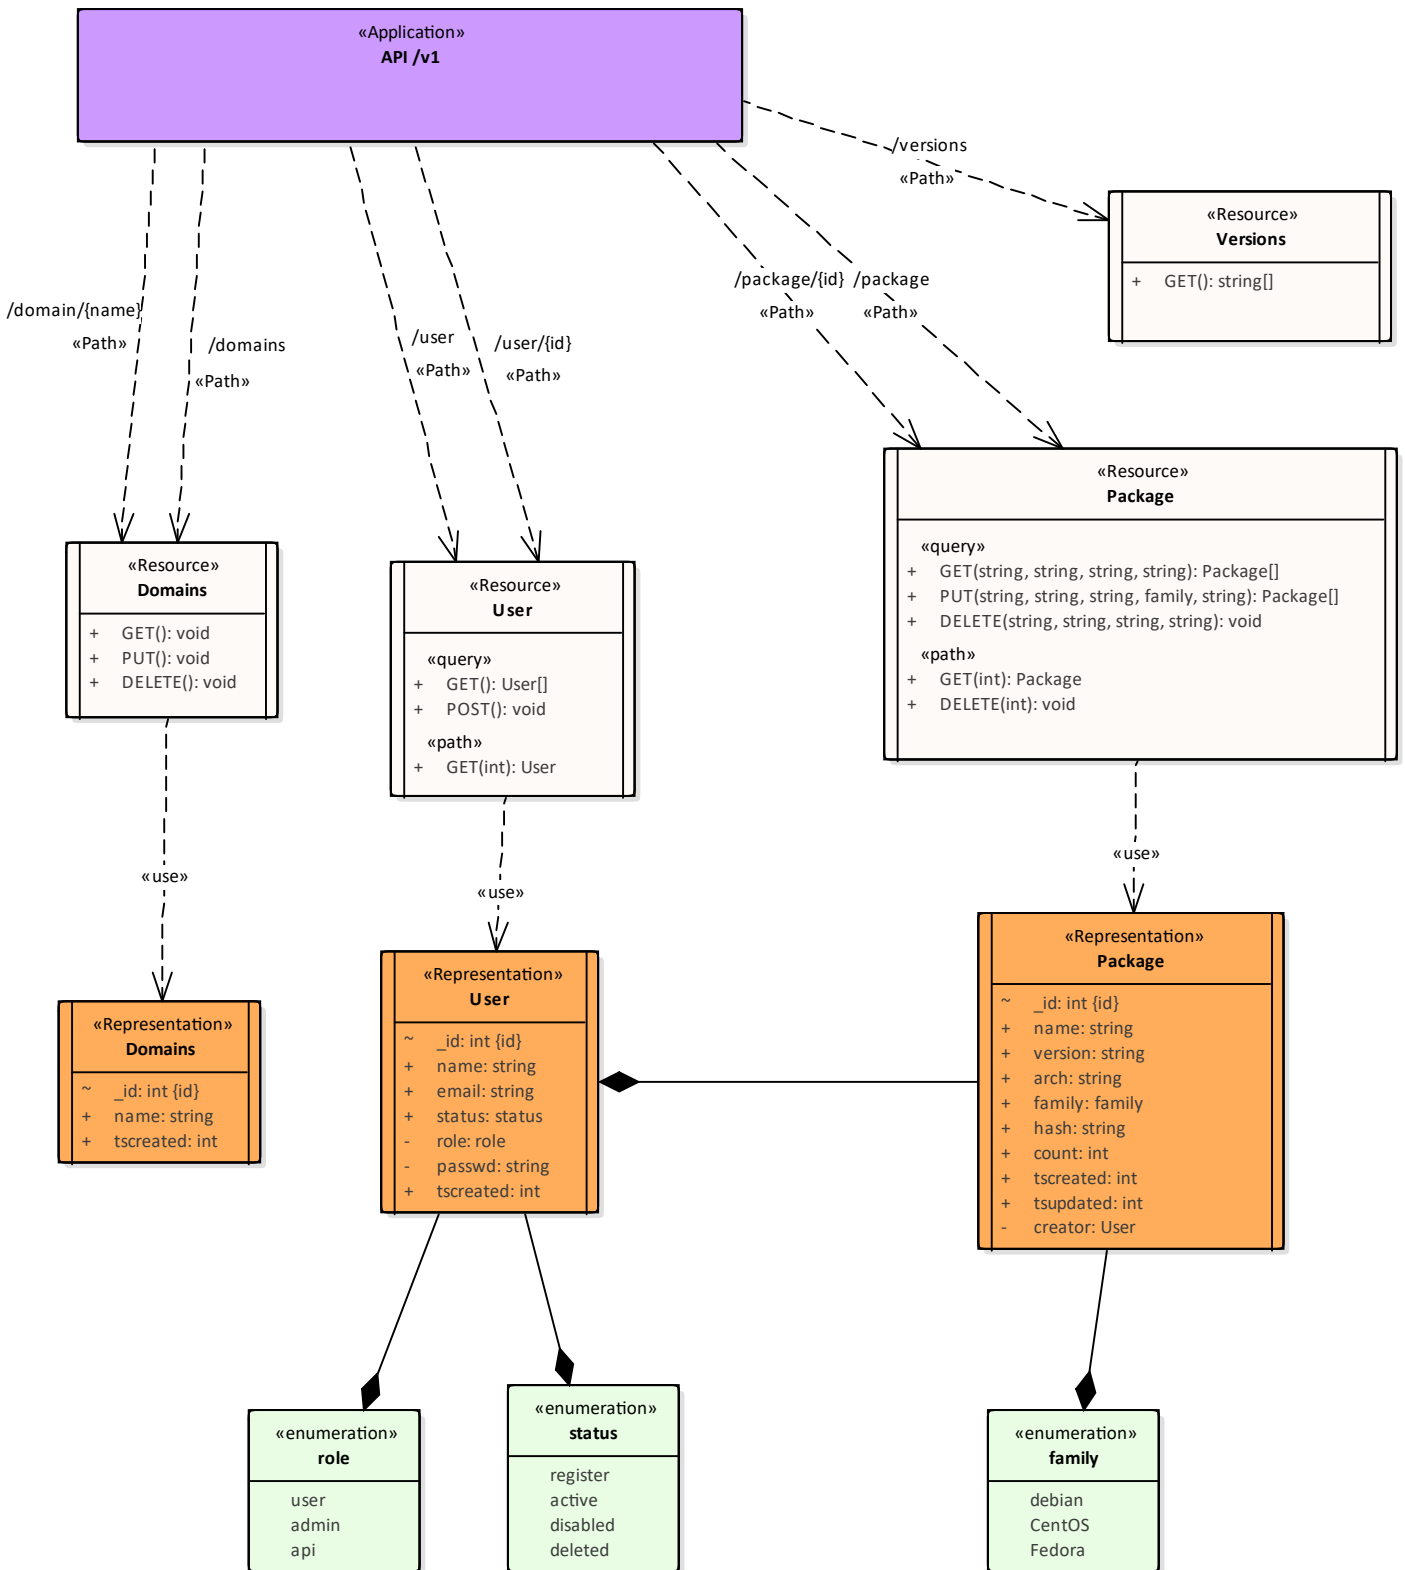 «Application»
API /v1
/versions
«Path»
«Resource»
Versions
+ GET(): string[]
/package/{id}
«Path»
/package
«Path»
/domain/{name}
«Path»
/domains
«Path»
/user
«Path»
/user/{id}
«Path»
«Resource»
Package
«query»
+ GET(string, string, string, string): Package[]
+ PUT(string, string, string, family, string): Package[]
+ DELETE(string, string, string, string): void
«path»
+ GET(int): Package
+ DELETE(int): void
«Resource»
Domains
+ GET(): void
+ PUT(): void
+ DELETE(): void
«Resource»
User
«query»
+ GET(): User[]
+ POST(): void
«path»
+ GET(int): User
«use»
«use»
«use»
«Representation»
Package
~ _id: int {id}
+ name: string
+ version: string
+ arch: string
+ family: family
+ hash: string
+ count: int
+ tscreated: int
+ tsupdated: int
- creator: User
«Representation»
User
~ _id: int {id}
+ name: string
+ email: string
+ status: status
- role: role
- passwd: string
+ tscreated: int
«Representation»
Domains
~ _id: int {id}
+ name: string
+ tscreated: int
«enumeration»
role
user
admin
api
«enumeration»
status
register
active
disabled
deleted
«enumeration»
family
debian
CentOS
Fedora